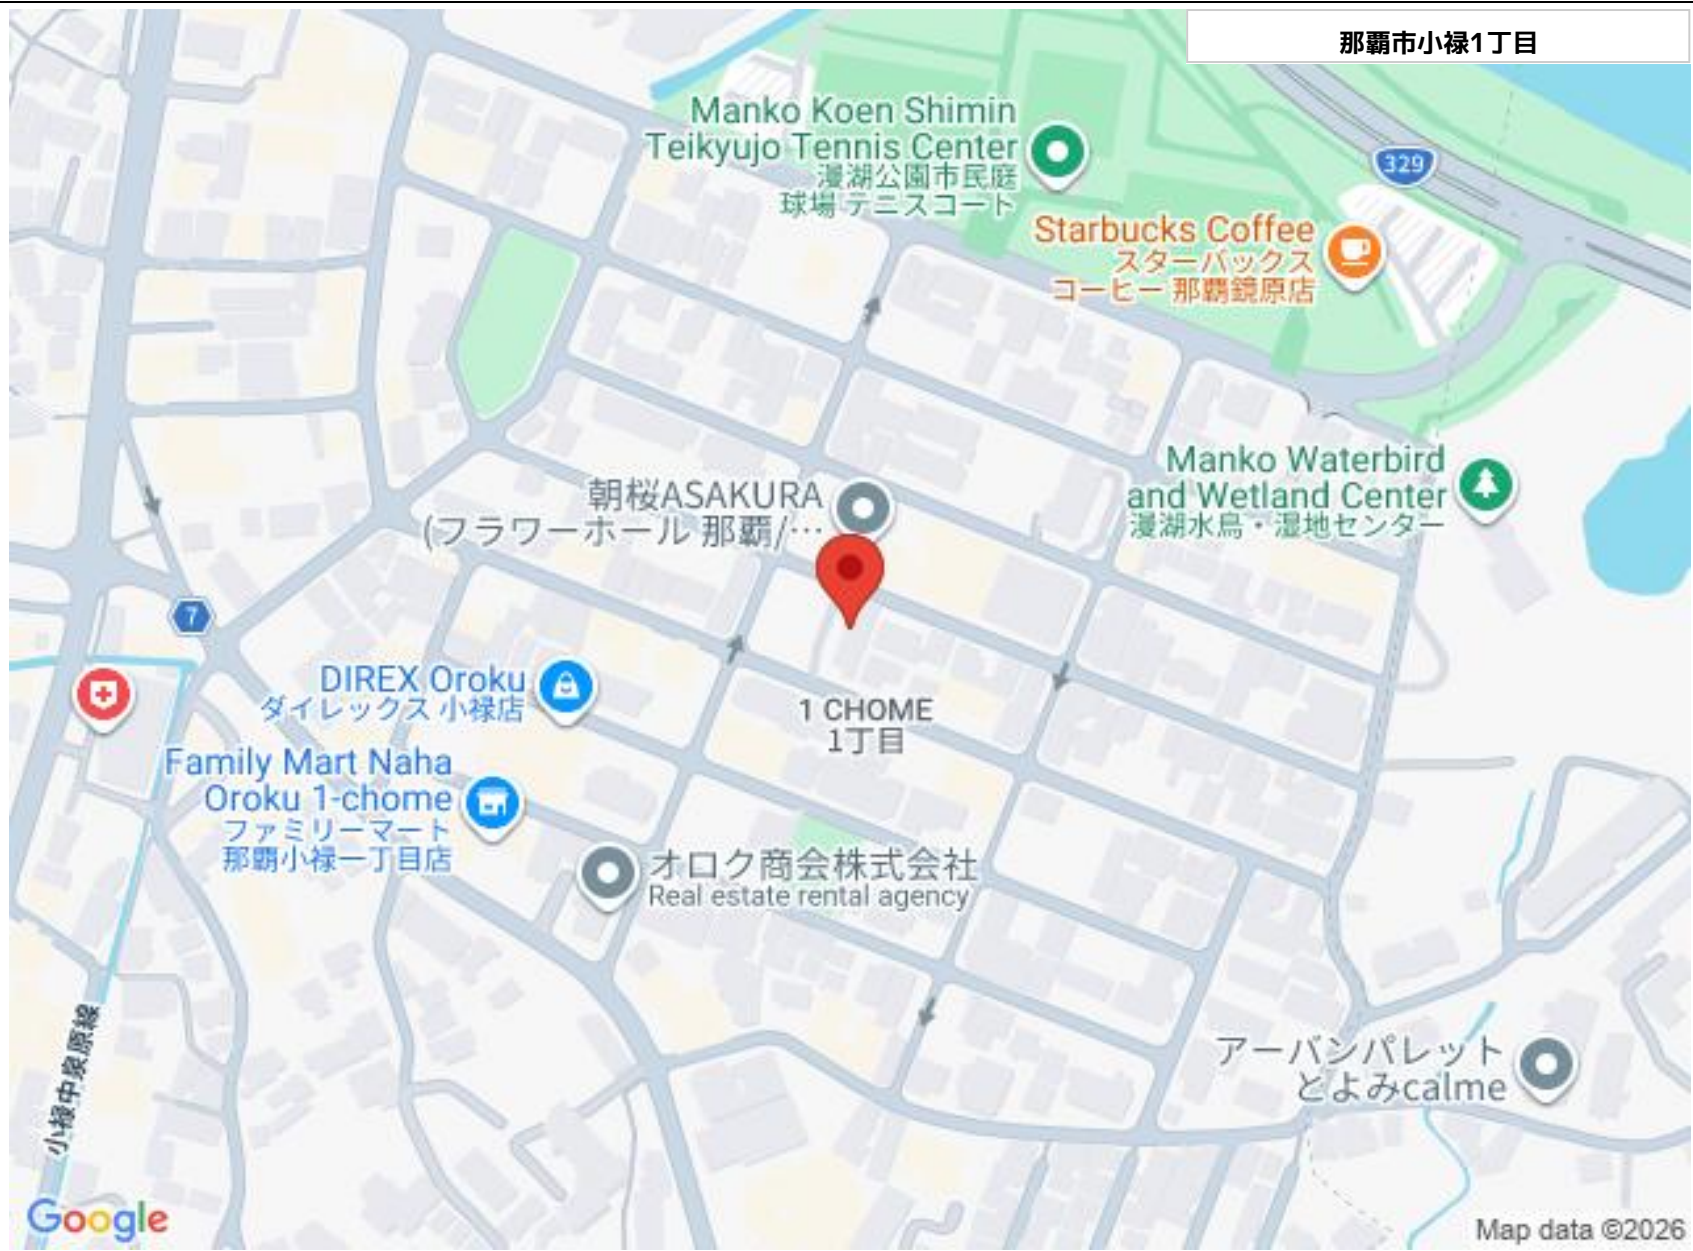 那覇市小禄1丁目
Manko Koen Shimin
Teikyujo Tennis Center
漫湖公園市民庭
球場 テニスコート
329
Starbucks Coffee
スターバックス
コーヒー 那覇鏡原店
Manko Waterbird
and Wetland Center
漫湖水鳥・湿地センター
朝桜ASAKURA
(フラワーホール 那覇/…
7
DIREX Oroku
ダイレックス 小禄店
1 CHOME
1丁目
Family Mart Naha
Oroku 1-chome
ファミリーマート
那覇小禄一丁目店
オロク商会株式会社
Real estate rental agency
小禄中央原線
アーバンパレット
とよみcalme
Google
Map data ©2026